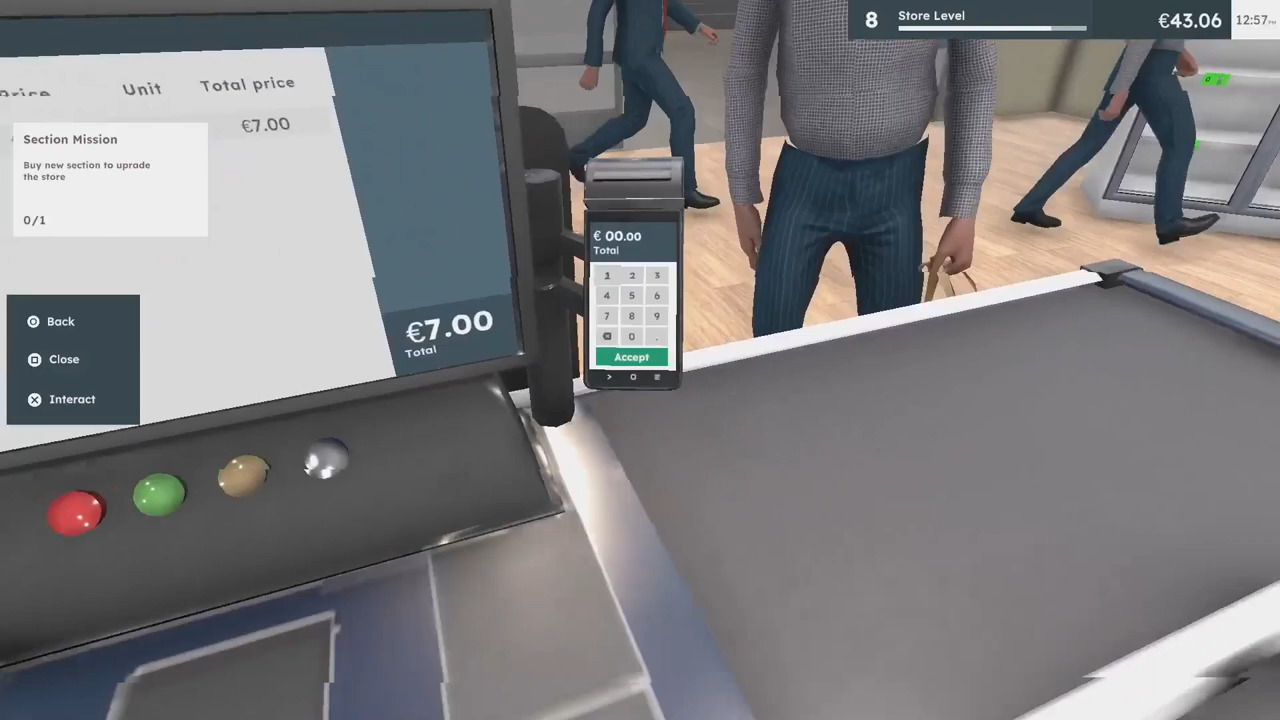 8 Store Level €43.06 12:57
Price Unit Total price
€7.00
Section Mission
Buy new section to uprade
the store
0/1
Back
Close
Interact
€7.00
Total
€ 00.00
Total
1 2 3
4 5 6
7 8 9
0 .
Accept